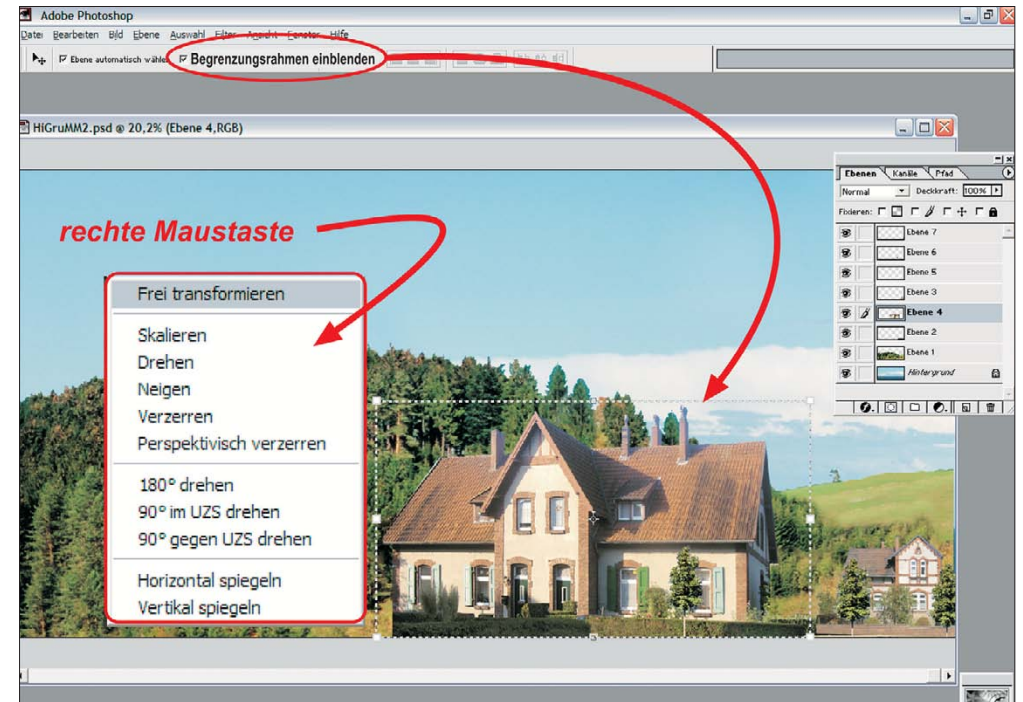 Adobe Photoshop
Datei Bearbeiten Bild Ebene Auswahl Filter Ansicht Fenster Hilfe
Ebene automatisch wählen Begrenzungsrahmen einblenden
HiGruMM2.psd @ 20,2% (Ebene 4,RGB)
Ebenen Kanäle Pfad
Normal Deckkraft: 100%
Fixieren:
Ebene 7
Ebene 6
Ebene 5
Ebene 3
Ebene 4
Ebene 2
Ebene 1
Hintergrund
rechte Maustaste
Frei transformieren
Skalieren
Drehen
Neigen
Verzerren
Perspektivisch verzerren
180° drehen
90° im UZS drehen
90° gegen UZS drehen
Horizontal spiegeln
Vertikal spiegeln